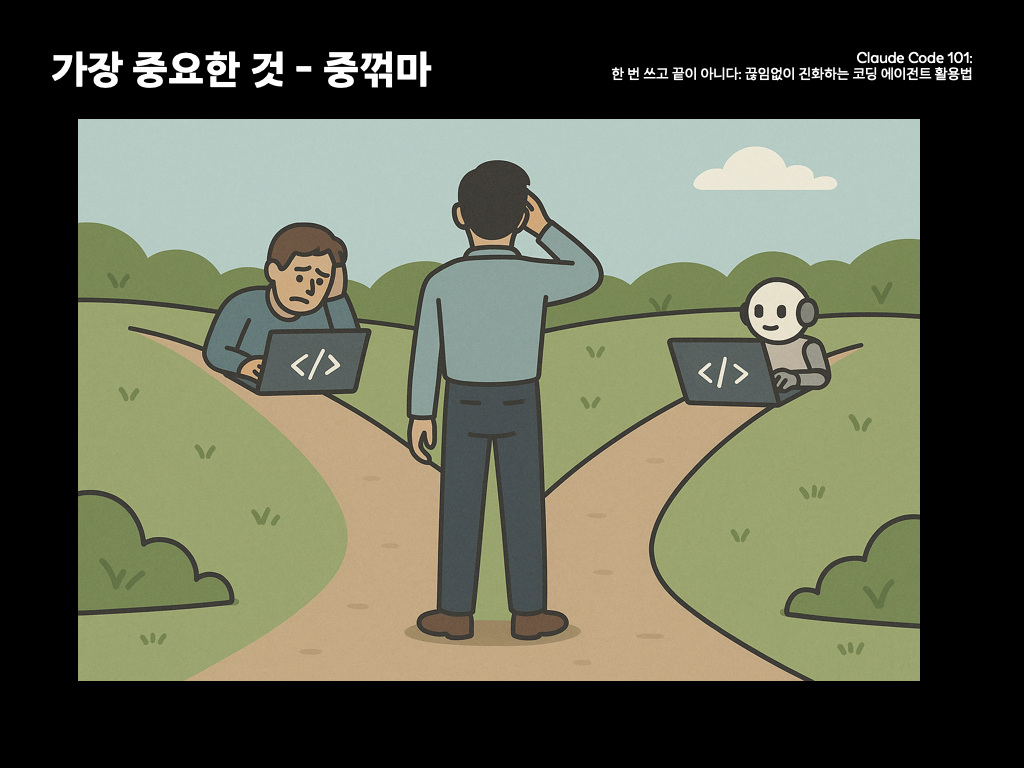 가장 중요한 것 - 중꺾마
Claude Code 101:
한 번 쓰고 끝이 아니다: 끊임없이 진화하는 코딩 에이전트 활용법
</>
</>